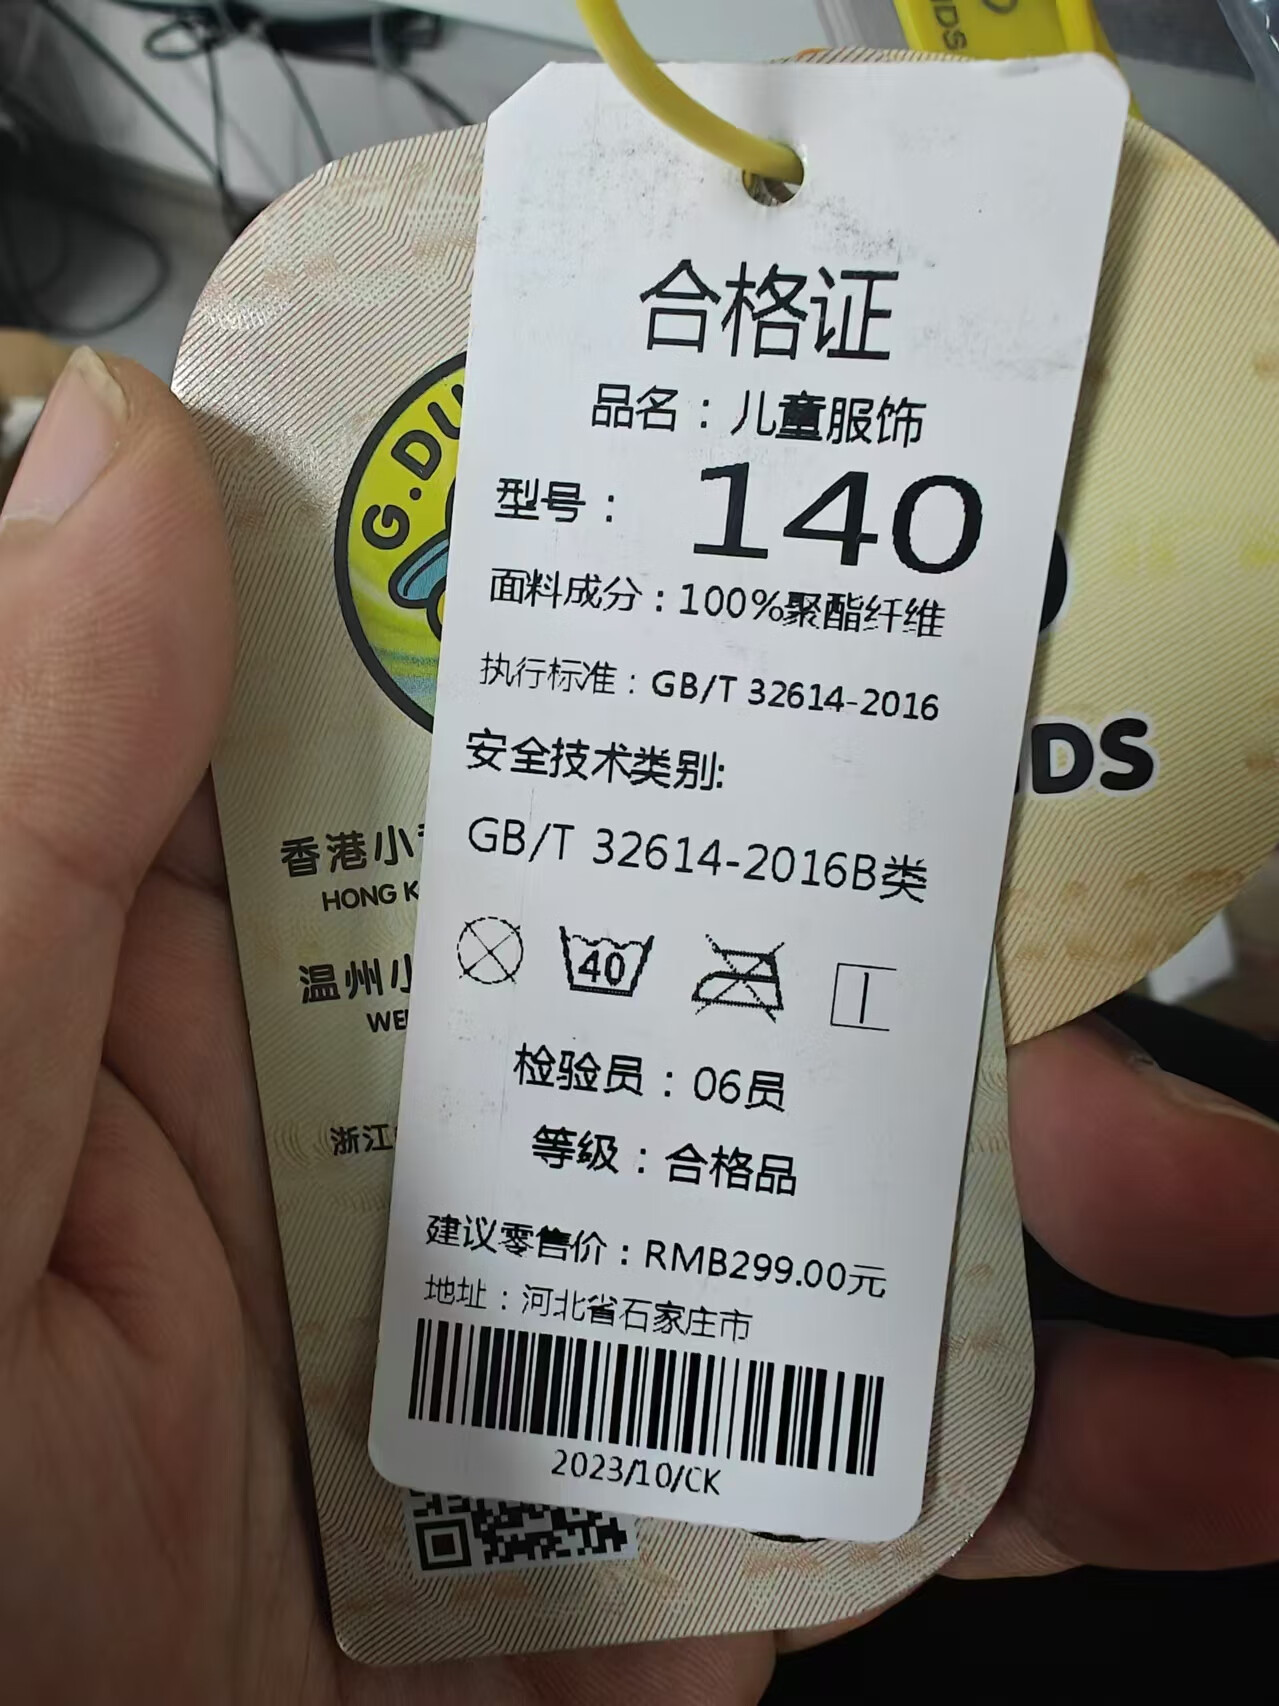 IDS
合格证
品名：儿童服饰
型号： 140
面料成分：100%聚酯纤维
执行标准：GB/T 32614-2016
安全技术类别:
GB/T 32614-2016B类
40
检验员：06员
等级：合格品
建议零售价：RMB299.00元
地址：河北省石家庄市
2023/10/CK
G.DU
DS
香港小
HONG K
温州小
WE
浙江